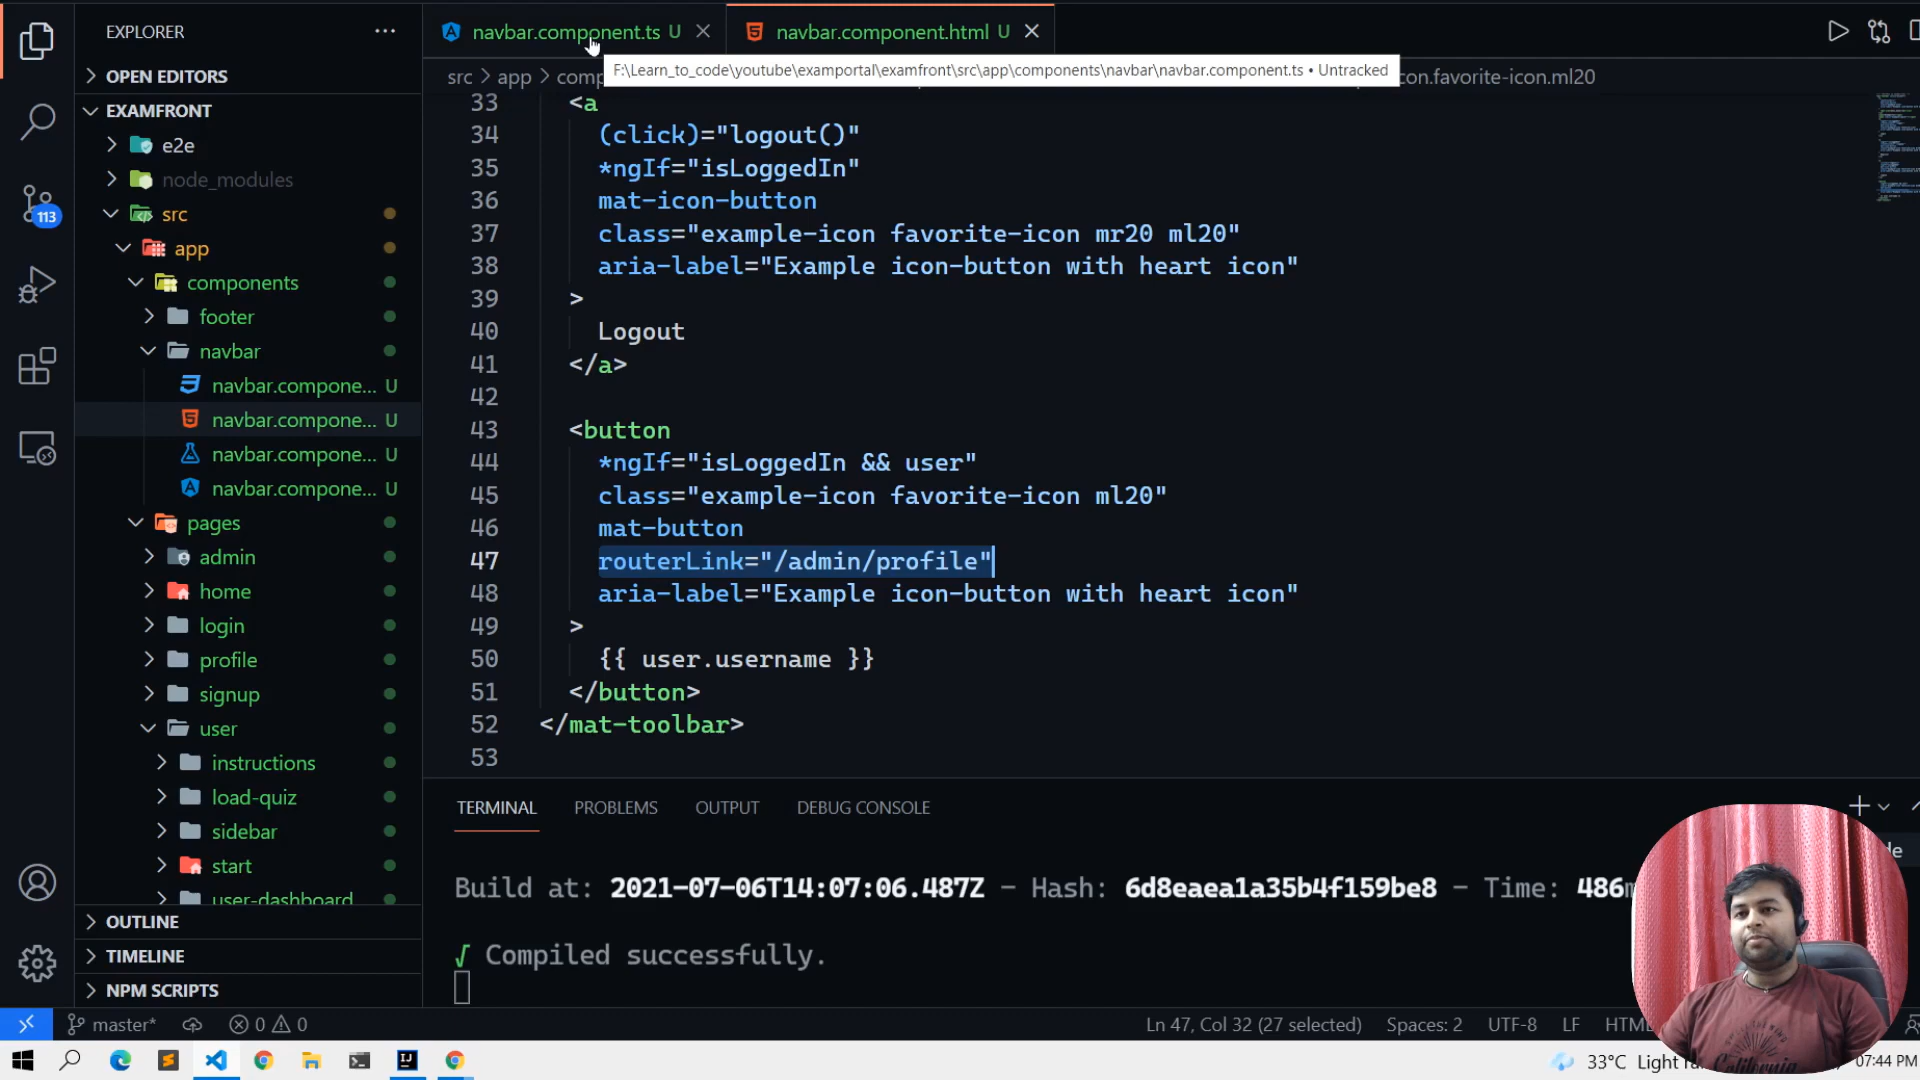 EXPLORER
navbar.component.ts U
navbar.component.html U
OPEN EDITORS
src > app > comp
F:\Learn_to_code\youtube\examportal\examfront\src\app\components\navbar\navbar.component.ts • Untracked
con.favorite-icon.ml20
EXAMFRONT
e2e
node_modules
src
app
components
footer
navbar
navbar.compone... U
navbar.compone... U
navbar.compone... U
navbar.compone... U
pages
admin
home
login
profile
signup
user
instructions
load-quiz
sidebar
start
user-dashboard
OUTLINE
TIMELINE
NPM SCRIPTS
113
33 <a
34 (click)="logout()"
35 *ngIf="isLoggedIn"
36 mat-icon-button
37 class="example-icon favorite-icon mr20 ml20"
38 aria-label="Example icon-button with heart icon"
39 >
40 Logout
41 </a>
42
43 <button
44 *ngIf="isLoggedIn && user"
45 class="example-icon favorite-icon ml20"
46 mat-button
47 routerLink="/admin/profile"
48 aria-label="Example icon-button with heart icon"
49 >
50 {{ user.username }}
51 </button>
52 </mat-toolbar>
53
TERMINAL PROBLEMS OUTPUT DEBUG CONSOLE
Build at: 2021-07-06T14:07:06.487Z - Hash: 6d8eaea1a35b4f159be8 - Time: 486m
√ Compiled successfully.
master* 0 0 Ln 47, Col 32 (27 selected) Spaces: 2 UTF-8 LF HTM
33°C Light 07:44 PM